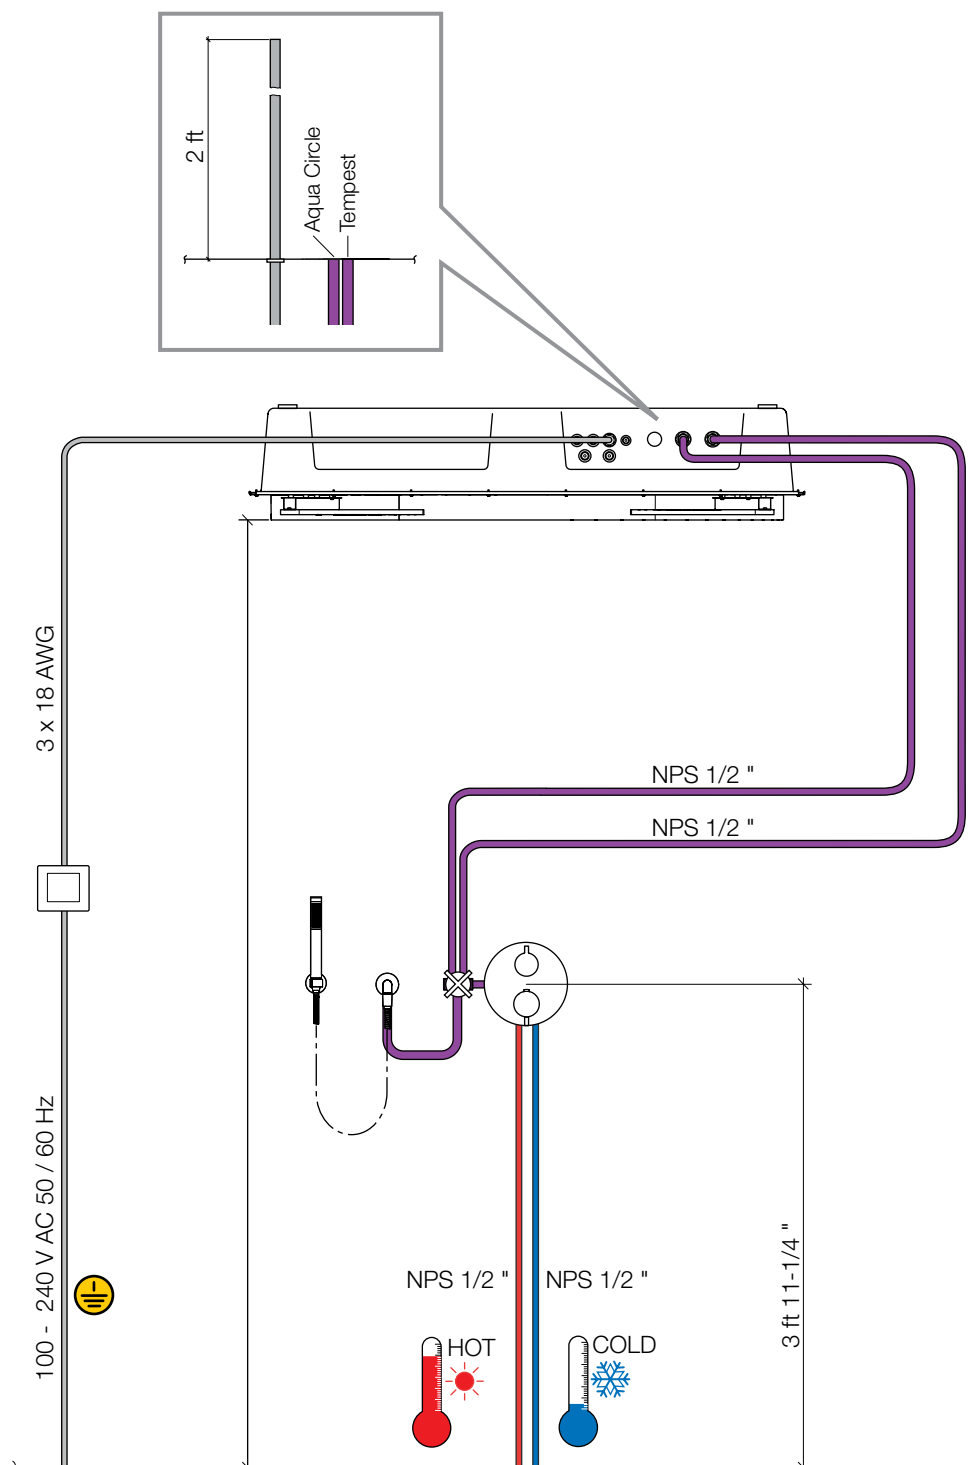 2 ft
Aqua Circle
Tempest
3 x 18 AWG
NPS 1/2 "
NPS 1/2 "
100 - 240 V AC 50 / 60 Hz
NPS 1/2 "
NPS 1/2 "
3 ft 11-1/4 "
HOT
COLD